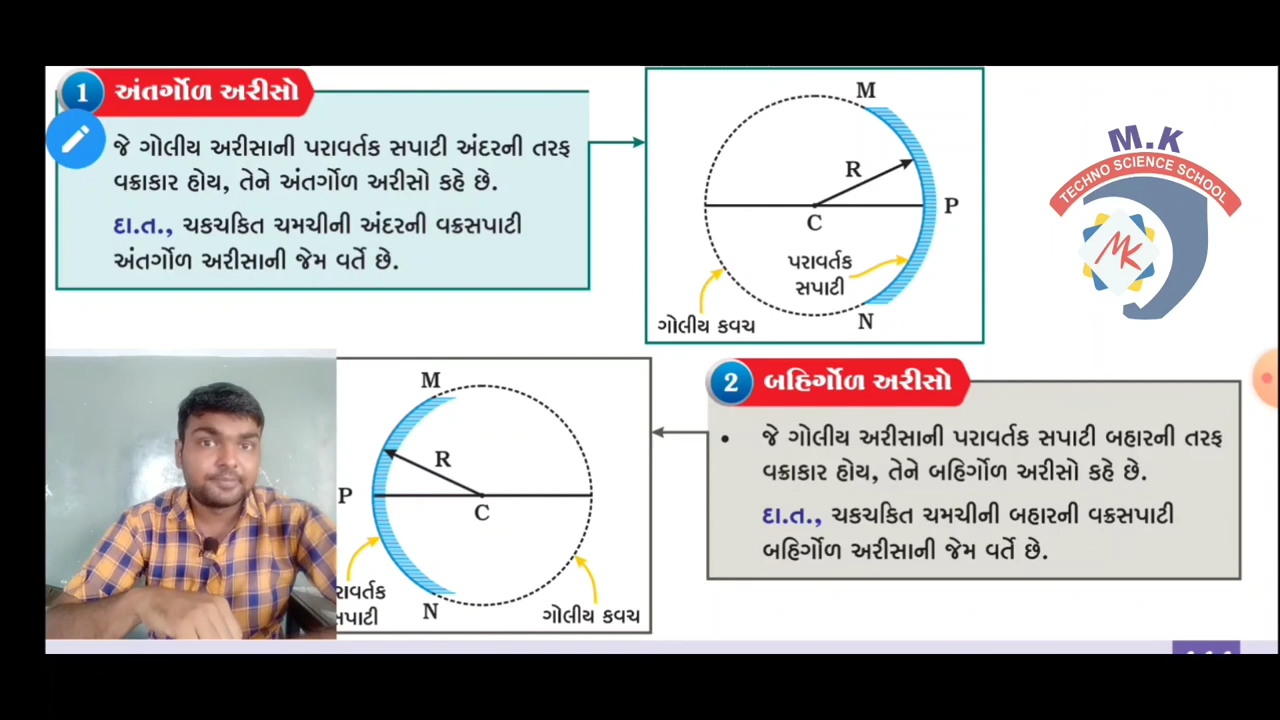 1 અંતર્ગોળ અરીસો
જે ગોલીય અરીસાની પરાવર્તક સપાટી અંદરની તરફ
વક્રાકાર હોય, તેને અંતર્ગોળ અરીસો કહે છે.
દા.ત., ચકચકિત ચમચીની અંદરની વક્રસપાટી
અંતર્ગોળ અરીસાની જેમ વર્તે છે.
M
R
P
C
પરાવર્તક
સપાટી
ગોલીય કવચ
N
M.K
TECHNO SCIENCE SCHOOL
MK
M
R
P
C
રાવર્તક
સપાટી
N
ગોલીય કવચ
2 બહિર્ગોળ અરીસો
• જે ગોલીય અરીસાની પરાવર્તક સપાટી બહારની તરફ
વક્રાકાર હોય, તેને બહિર્ગોળ અરીસો કહે છે.
દા.ત., ચકચકિત ચમચીની બહારની વક્રસપાટી
બહિર્ગોળ અરીસાની જેમ વર્તે છે.